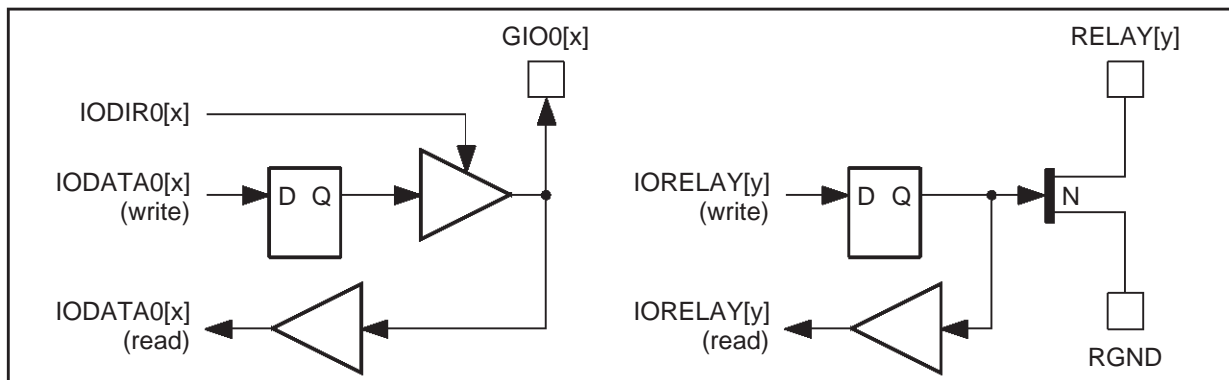 GIO0[x]
IODIR0[x]
IODATA0[x]
(write)
D Q
IODATA0[x]
(read)
RELAY[y]
IORELAY[y]
(write)
D Q
N
IORELAY[y]
(read)
RGND